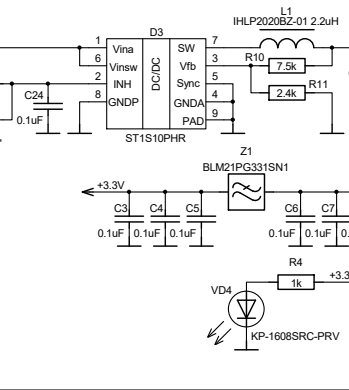 L1
IHLP2020BZ-01 2.2uH
D3
1 Vina SW 7
6 Vinsw Vfb 3
2 INH Sync 5
8 GNDP GNDA 4
PAD 9
DC/DC
ST1S10PHR
R10
7.5k
R11
2.4k
C24
0.1uF
Z1
BLM21PG331SN1
+3.3V
C3 C4 C5 C6 C7
0.1uF 0.1uF 0.1uF 0.1uF 0.1uF
R4
1k
+3.3
VD4
KP-1608SRC-PRV